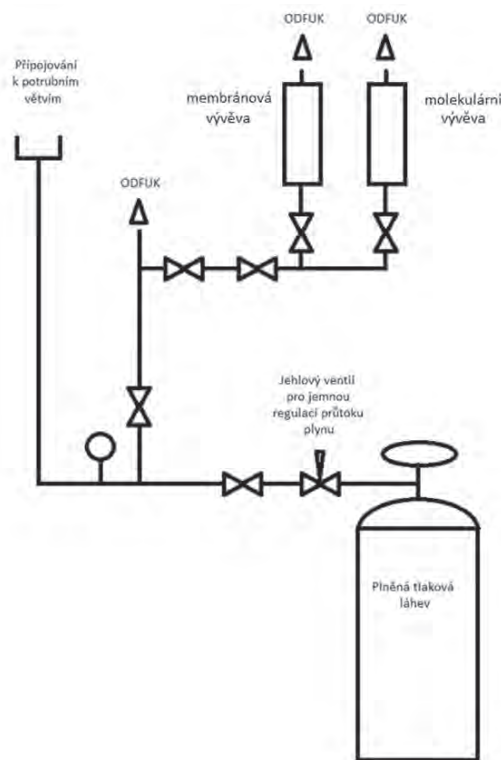 ODFUK
ODFUK
Připojování
k potrubním
větvím
membránová
vývěva
molekulární
vývěva
ODFUK
Jehlový ventil
pro jemnou
regulaci průtoku
plynu
Plněná tlaková
láhev